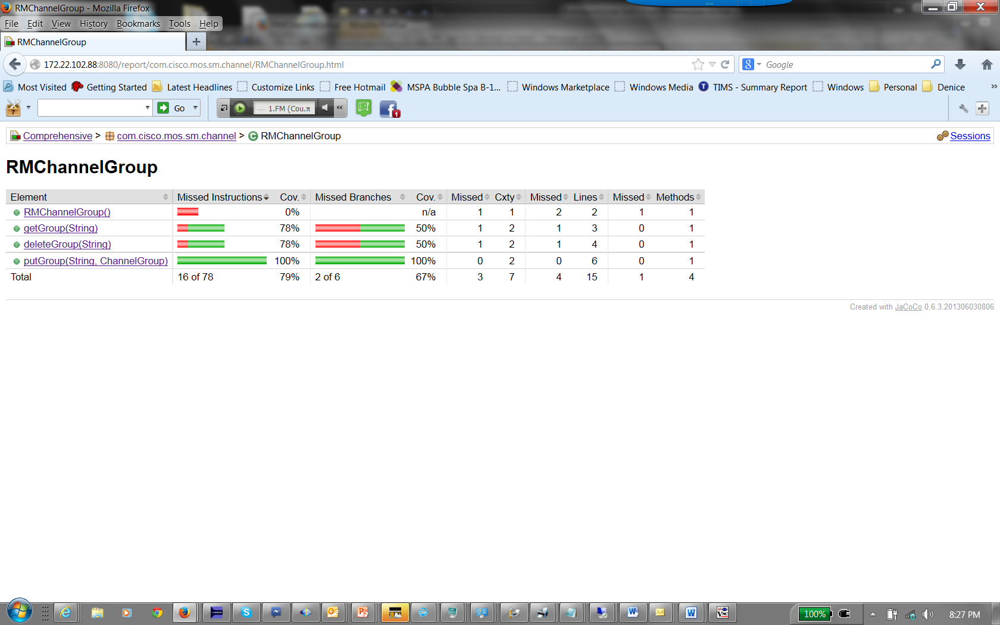 RMChannelGroup - Mozilla Firefox
File Edit View History Bookmarks Tools Help
RMChannelGroup
172.22.102.88:8080/report/com.cisco.mos.sm.channel/RMChannelGroup.html
Google
Most Visited Getting Started Latest Headlines Customize Links Free Hotmail MSPA Bubble Spa B-1... Windows Marketplace Windows Media TIMS - Summary Report Windows Personal Denice
Go 1.FM (Cou. 1
Comprehensive > com.cisco.mos.sm.channel > RMChannelGroup Sessions
RMChannelGroup
Element Missed Instructions Cov. Missed Branches Cov. Missed Cxty Missed Lines Missed Methods
RMChannelGroup() 0% n/a 1 1 2 2 1 1
getGroup(String) 78% 50% 1 2 1 3 0 1
deleteGroup(String) 78% 50% 1 2 1 4 0 1
putGroup(String, ChannelGroup) 100% 100% 0 2 0 6 0 1
Total 16 of 78 79% 2 of 6 67% 3 7 4 15 1 4
Created with JaCoCo 0.6.3.201306030806
100% 8:27 PM